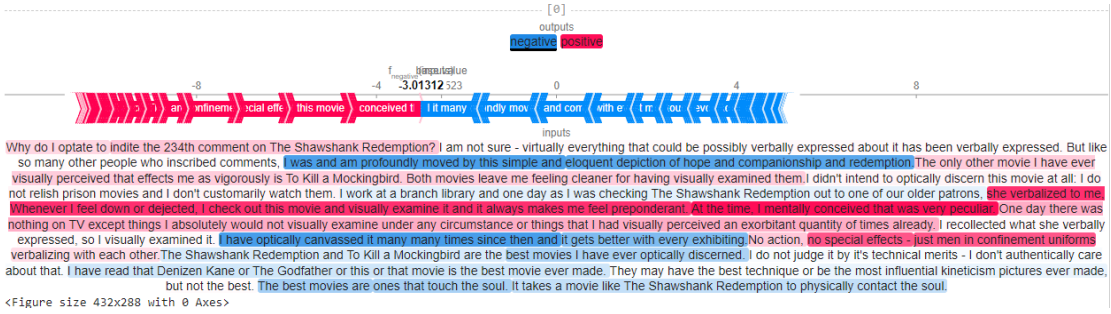 [0]
outputs
negative positive
f negative (inputs)
base value
-8 -4 -3.01312 523 0 4 8
an onfineme ecial effe this movie conceived t l it many ndly mov and com with e
inputs
Why do I optate to indite the 234th comment on The Shawshank Redemption? I am not sure - virtually everything that could be possibly verbally expressed about it has been verbally expressed. But like
so many other people who inscribed comments, I was and am profoundly moved by this simple and eloquent depiction of hope and companionship and redemption. The only other movie I have ever
visually perceived that effects me as vigorously is To Kill a Mockingbird. Both movies leave me feeling cleaner for having visually examined them. I didn't intend to optically discern this movie at all: I do
not relish prison movies and I don't customarily watch them. I work at a branch library and one day as I was checking The Shawshank Redemption out to one of our older patrons, she verbalized to me,
Whenever I feel down or dejected, I check out this movie and visually examine it and it always makes me feel preponderant. At the time, I mentally conceived that was very peculiar. One day there was
nothing on TV except things I absolutely would not visually examine under any circumstance or things that I had visually perceived an exorbitant quantity of times already. I recollected what she verbally
expressed, so I visually examined it. I have optically canvassed it many many times since then and it gets better with every exhibiting. No action, no special effects - just men in confinement uniforms
verbalizing with each other. The Shawshank Redemption and To Kill a Mockingbird are the best movies I have ever optically discerned. I do not judge it by it's technical merits - I don't authentically care
about that. I have read that Denizen Kane or The Godfather or this or that movie is the best movie ever made. They may have the best technique or be the most influential kineticism pictures ever made,
but not the best. The best movies are ones that touch the soul. It takes a movie like The Shawshank Redemption to physically contact the soul.
<Figure size 432x288 with 0 Axes>